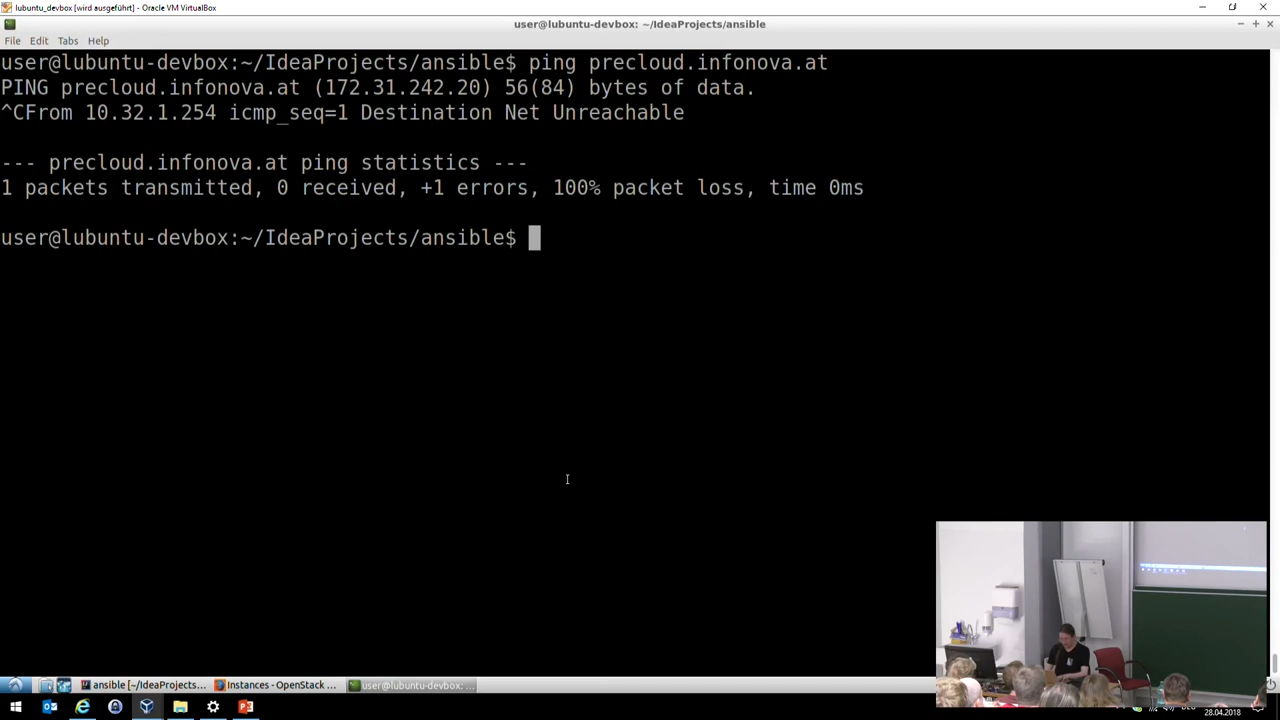 lubuntu_devbox [wird ausgeführt] - Oracle VM VirtualBox
user@lubuntu-devbox: ~/IdeaProjects/ansible
File Edit Tabs Help
user@lubuntu-devbox:~/IdeaProjects/ansible$ ping precloud.infonova.at
PING precloud.infonova.at (172.31.242.20) 56(84) bytes of data.
^CFrom 10.32.1.254 icmp_seq=1 Destination Net Unreachable
--- precloud.infonova.at ping statistics ---
1 packets transmitted, 0 received, +1 errors, 100% packet loss, time 0ms
user@lubuntu-devbox:~/IdeaProjects/ansible$
ansible [~/IdeaProjects... Instances - OpenStack ... user@lubuntu-devbox: ...
28.04.2018